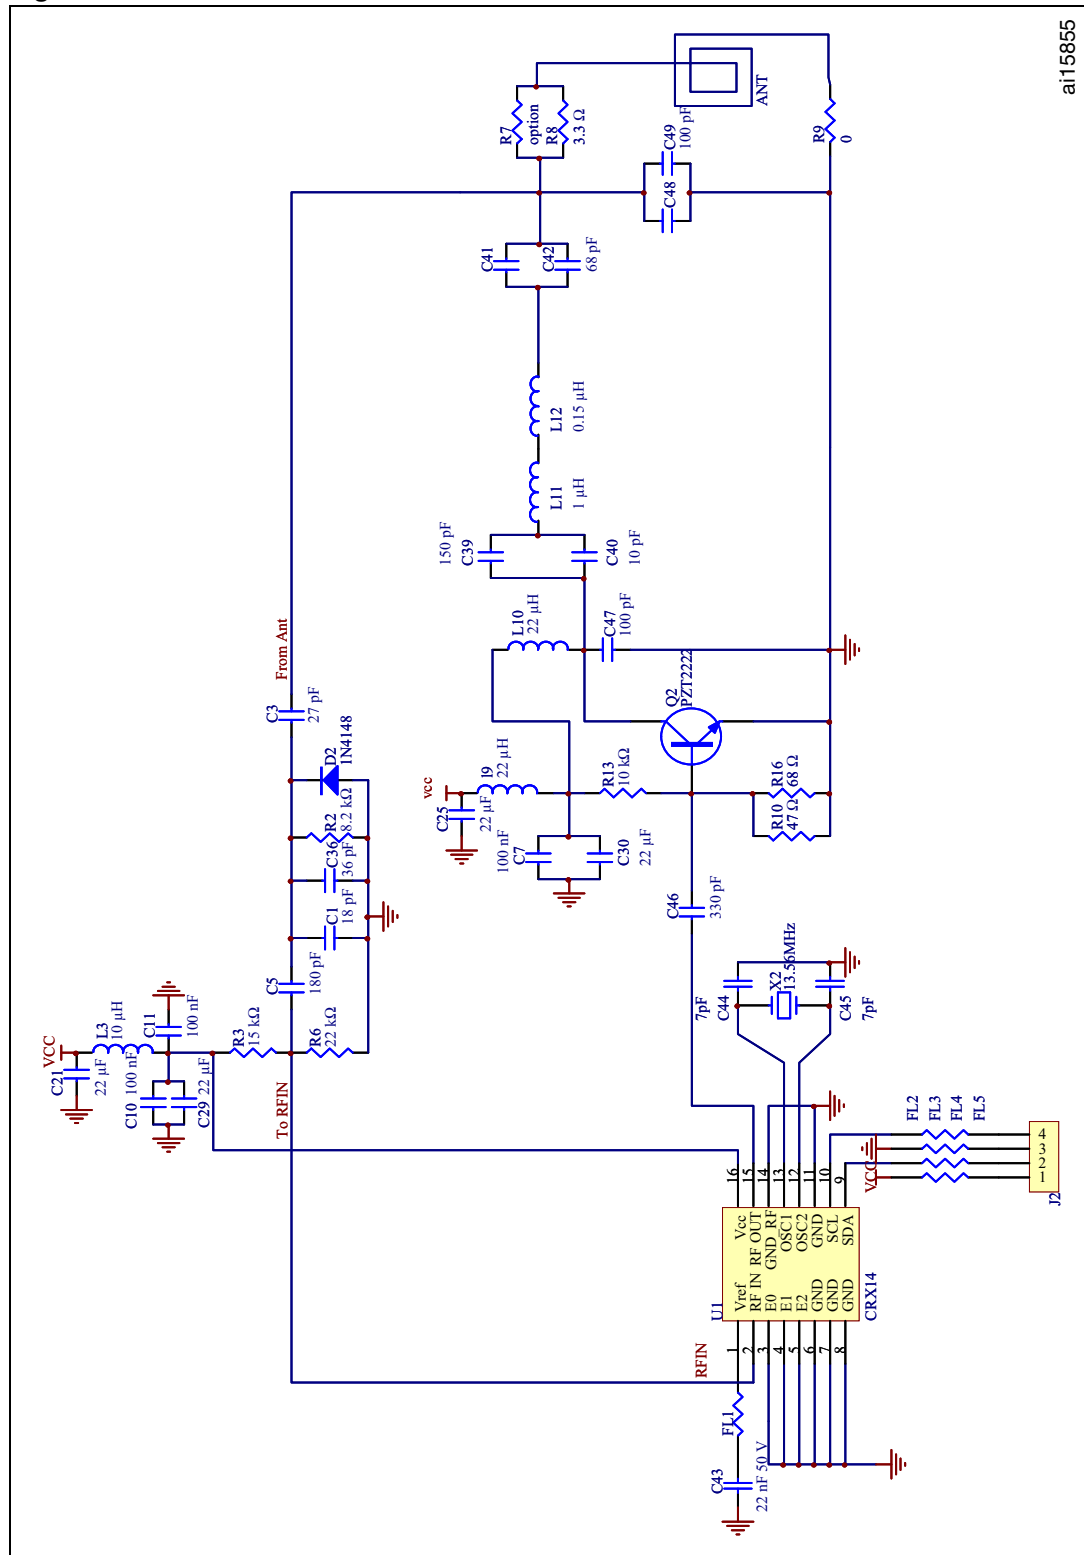 ai15855
ANT
R7
option
R8
3.3 Ω
C49
100 pF
C48
R9
0
C41
C42
68 pF
L12
0.15 µH
L11
1 µH
150 pF
C39
C40
10 pF
L10
22 µH
C47
100 pF
From Ant
C3
27 pF
D2
1N4148
R2
8.2 kΩ
C36
36 pF
C1
18 pF
C5
180 pF
Q2
PZT2222
vcc
19
22 µH
C25
22 µF
R13
10 kΩ
R16
68 Ω
R10
47 Ω
100 nF
C7
C30
22 µF
C46
330 pF
VCC
L3
10 µH
C11
100 nF
C21
22 µF
C10
100 nF
C29
22 µF
R3
15 kΩ
R6
22 kΩ
To RFIN
7pF
C44
X2
13.56MHz
C45
7pF
FL2
FL3
FL4
FL5
VCC
4
3
2
1
J2
16
15
14
13
12
11
10
9
Vcc
RF OUT
GND_RF
OSC1
OSC2
GND
SCL
SDA
U1
CRX14
Vref
RF IN
E0
E1
E2
GND
GND
GND
1
2
3
4
5
6
7
8
RFIN
FL1
C43
22 nF 50 V